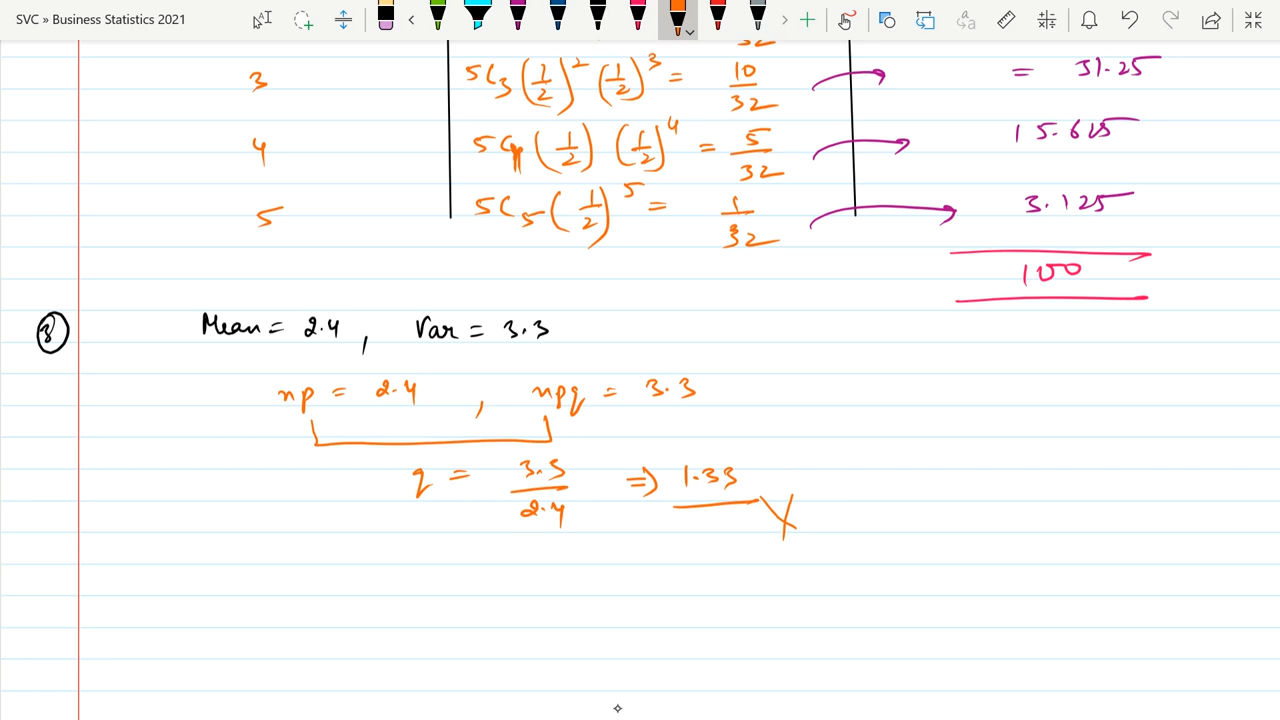 SVC » Business Statistics 2021
32
3 5C3 (1/2)² (1/2)³ = 10/32 = 31.25
4 5C4 (1/2) (1/2)⁴ = 5/32 15.625
5 5C5 (1/2)⁵ = 1/32 3.125
100
Mean = 2.4 , Var = 3.3
np = 2.4 , npq = 3.3
q = 3.3/2.4 => 1.33